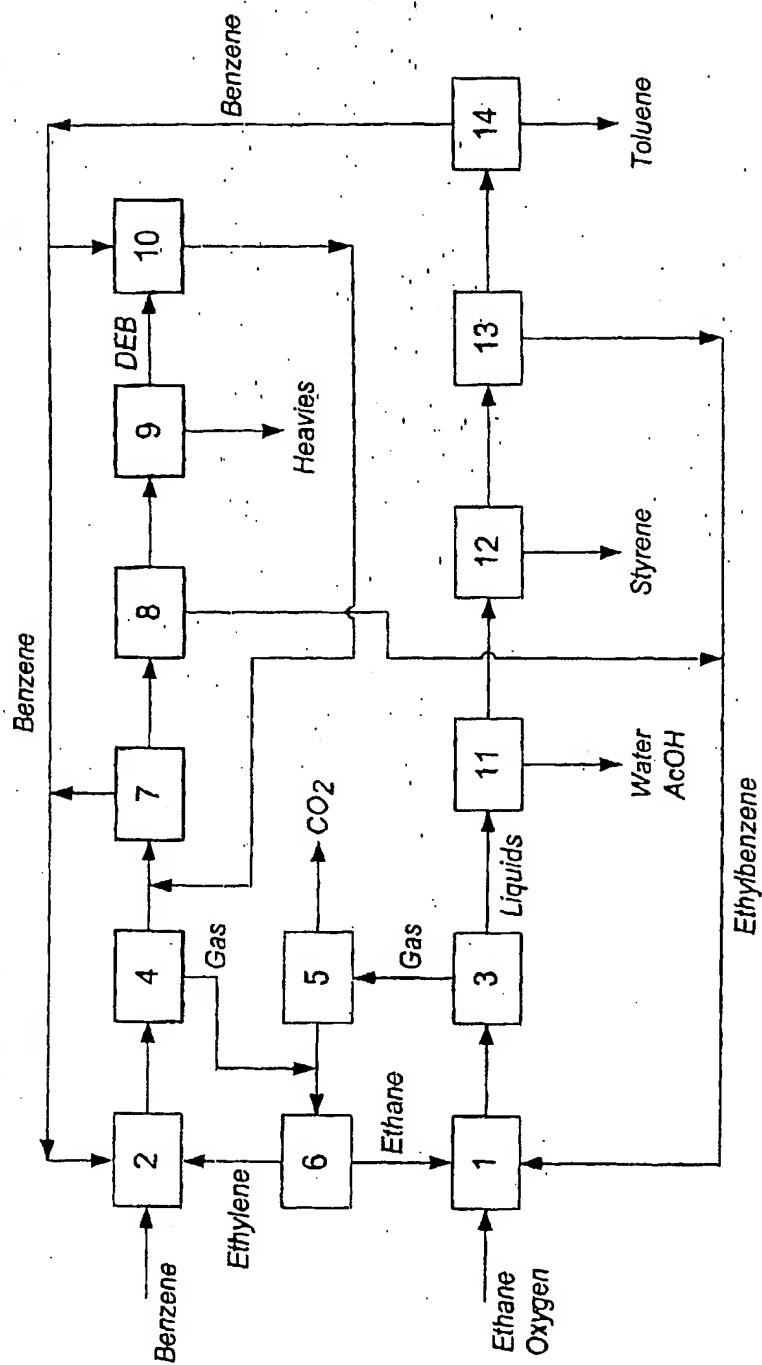 Benzene
Benzene
DEB
10
9
8
7
4
2
Heavies
Benzene
Gas
CO2
Ethylene
5
6
Gas
Ethane
14
13
12
11
3
1
Liquids
Toluene
Styrene
Water
AcOH
Ethane
Oxygen
Ethylbenzene